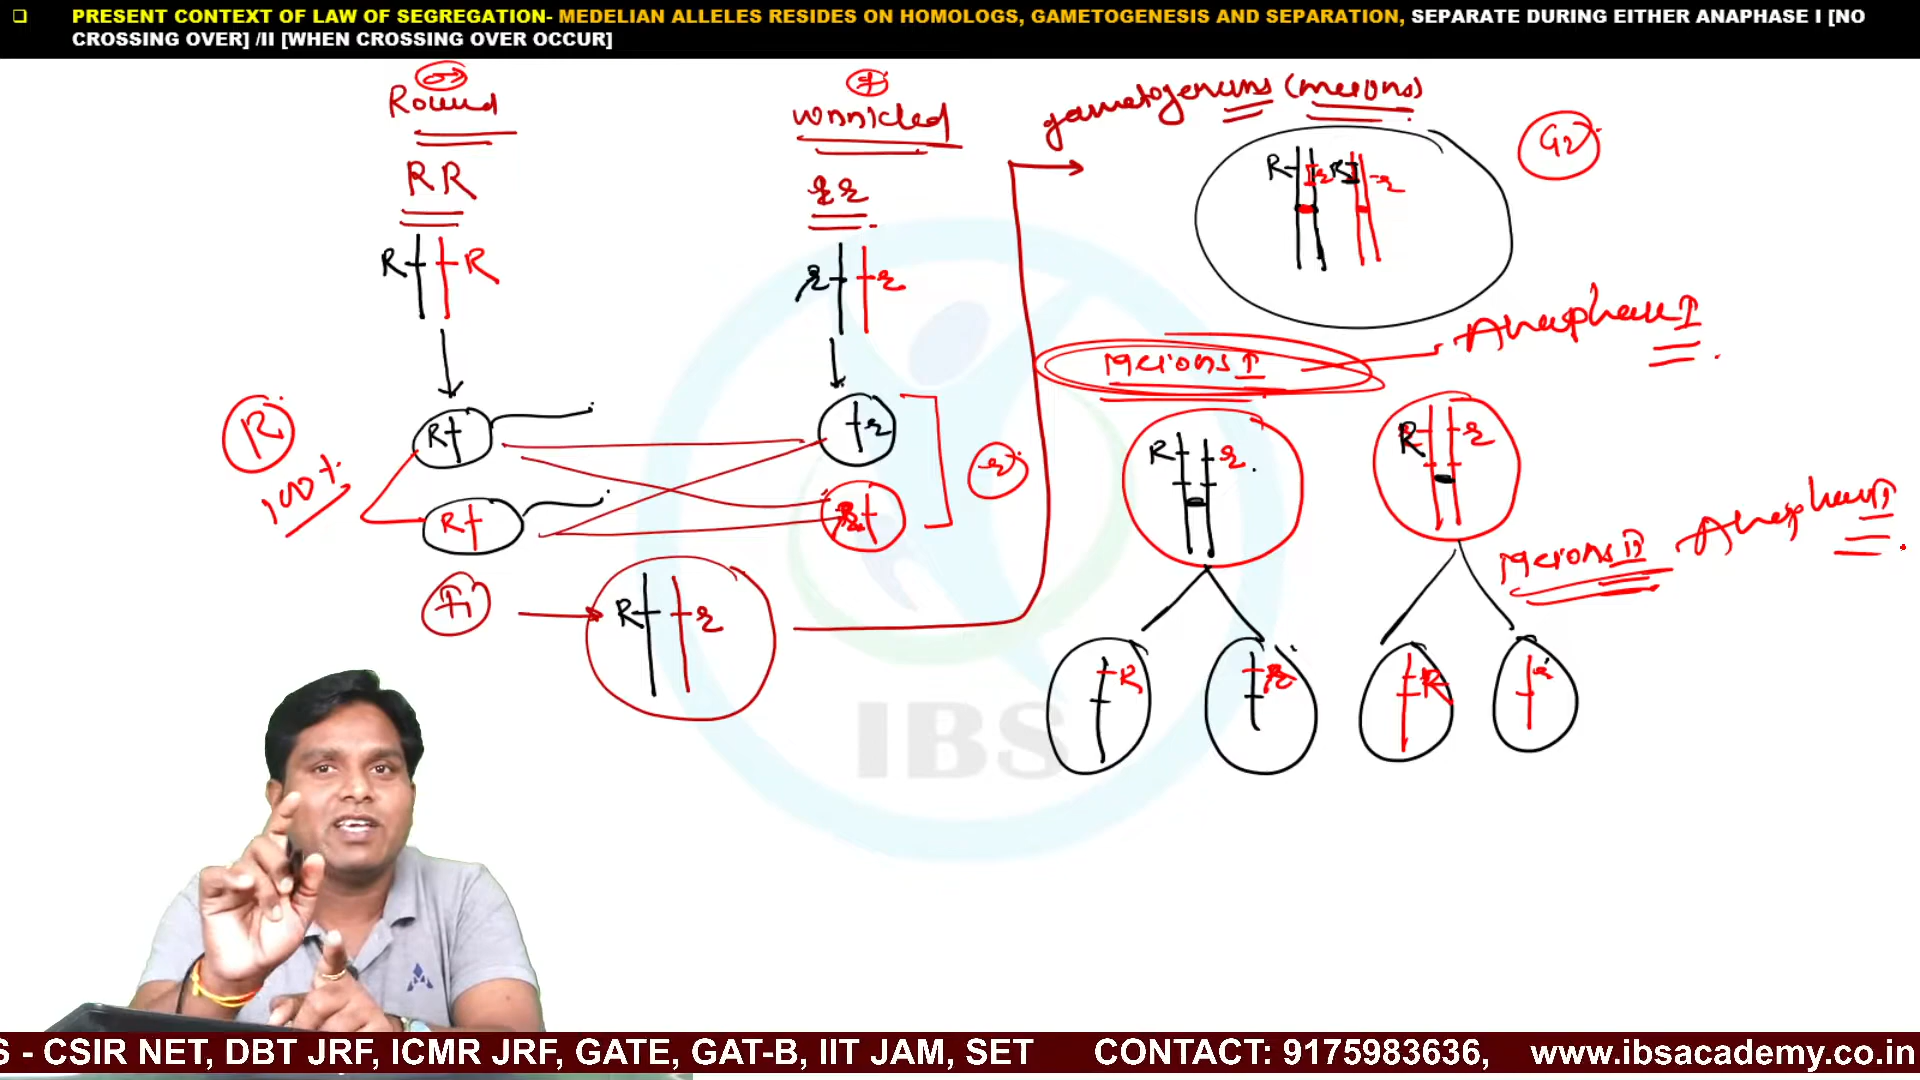 PRESENT CONTEXT OF LAW OF SEGREGATION- MEDELIAN ALLELES RESIDES ON HOMOLOGS, GAMETOGENESIS AND SEPARATION, SEPARATE DURING EITHER ANAPHASE I [NO
CROSSING OVER] /II [WHEN CROSSING OVER OCCUR]
Round
RR
R R
R
100%
R
R
F1
R r
wrinkled
rr
r r
r
r
gametogenesis (meiosis)
G2
R r R r
Meiosis I
Anaphase I
R r
R r
Meiosis II
R
R
r
IBS
S - CSIR NET, DBT JRF, ICMR JRF, GATE, GAT-B, IIT JAM, SET CONTACT: 9175983636, www.ibsacademy.co.in